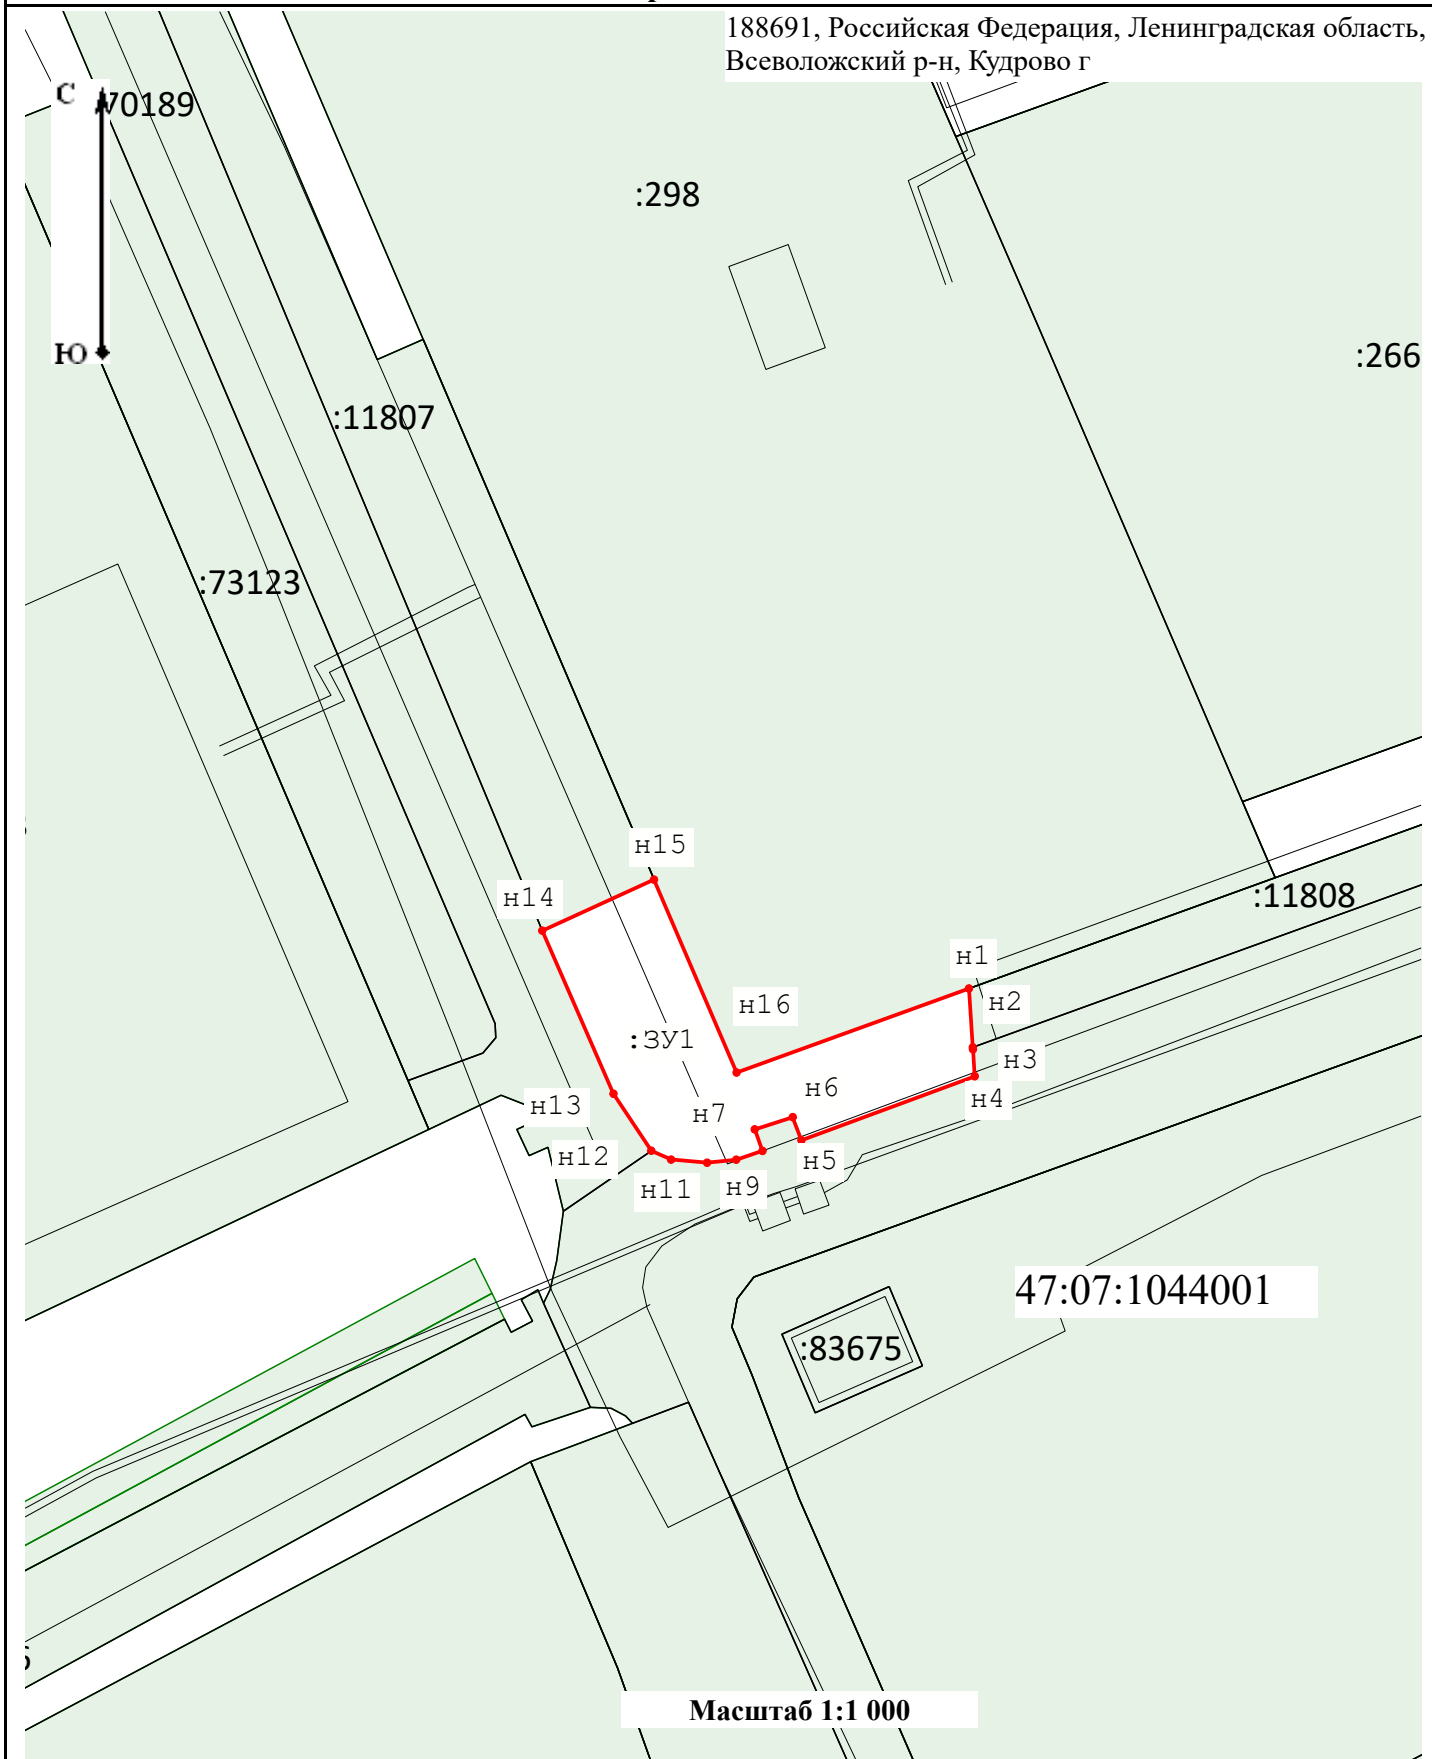 188691, Российская Федерация, Ленинградская область,
Всеволожский р-н, Кудрово г
С
70189
:298
Ю
:266
:11807
:73123
н15
н14
:11808
н1
н2
н16
:ЗУ1
н3
н6
н4
н13
н7
н12
н5
н11
н9
47:07:1044001
:83675
Масштаб 1:1 000